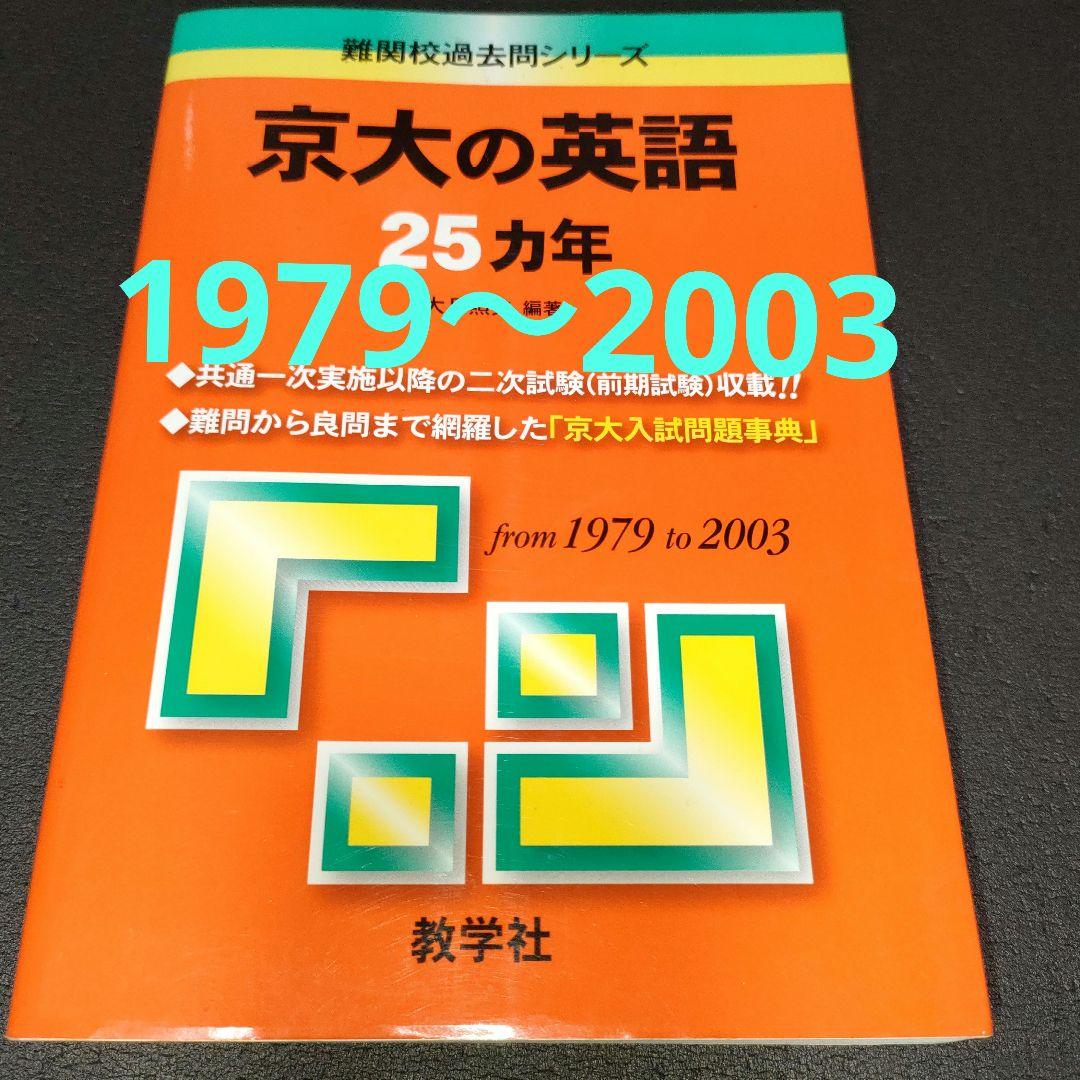 難関校過去問シリーズ
京大の英語
25カ年
1979〜2003
編著
◆共通一次実施以降の二次試験(前期試験)収載!!
◆難問から良問まで網羅した「京大入試問題事典」
from 1979 to 2003
教学社